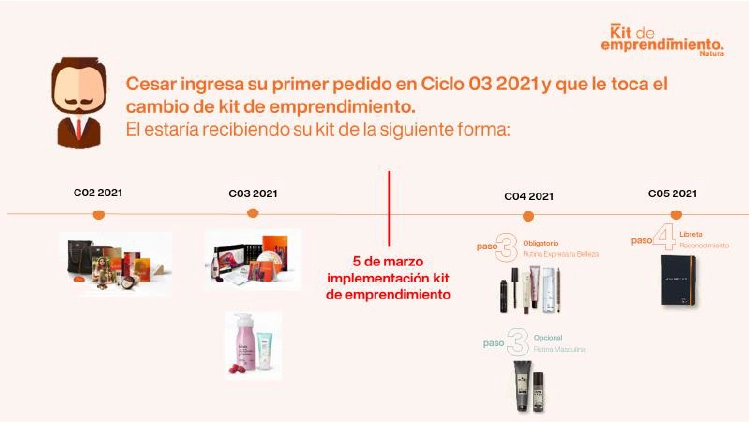 Kit de
emprendimiento.
Natura
Cesar ingresa su primer pedido en Ciclo 03 2021 y que le toca el
cambio de kit de emprendimiento.
El estaría recibiendo su kit de la siguiente forma:
C02 2021
C03 2021
C04 2021
C05 2021
5 de marzo
implementación kit
de emprendimiento
paso 3 Obligatorio
Rutina Expresa tu Belleza
paso 4 Libreta
Reconocimiento
paso 3 Opcional
Rutina Masculina